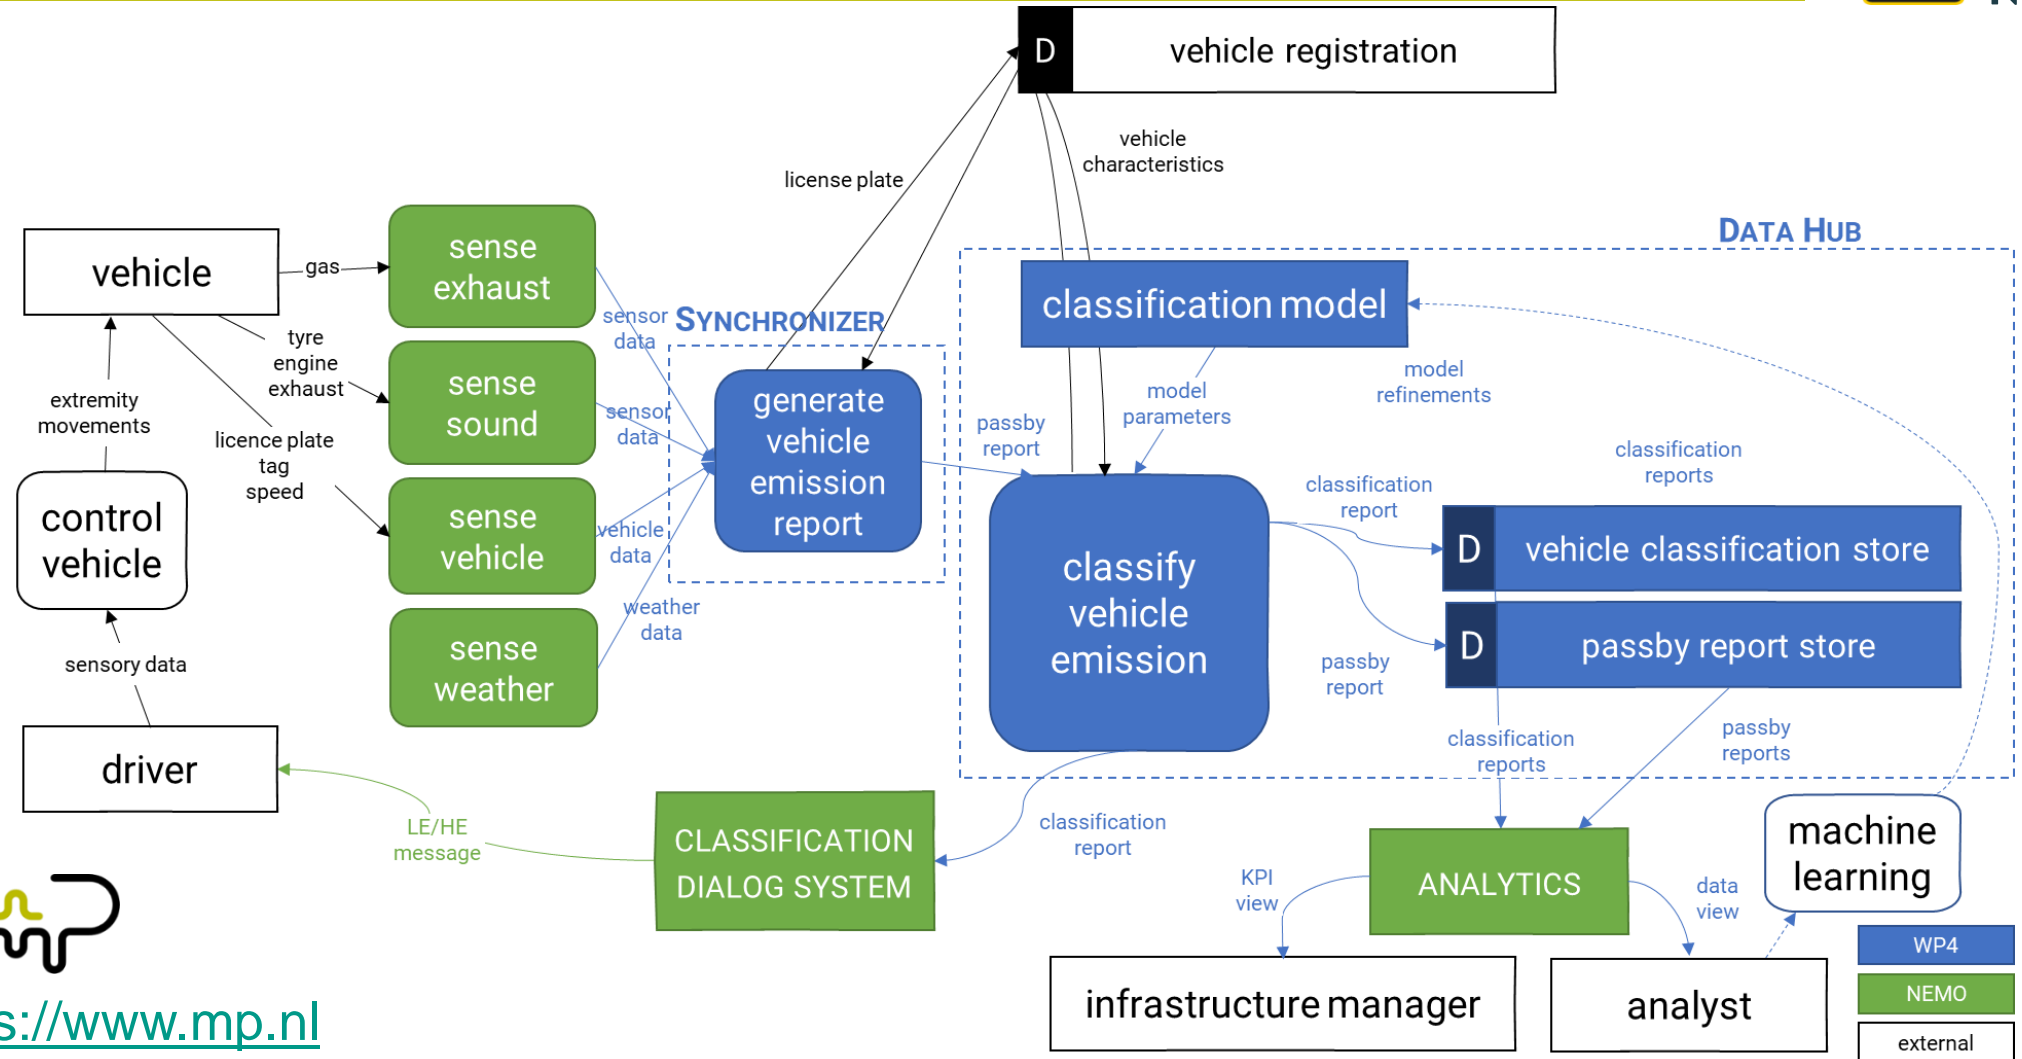 D
vehicle registration
vehicle
characteristics
license plate
DATA HUB
vehicle
gas
sense
exhaust
sensor
data
SYNCHRONIZER
classification model
tyre
engine
exhaust
sense
sound
sensor
data
generate
vehicle
emission
report
passby
report
model
parameters
model
refinements
extremity
movements
licence plate
tag
speed
control
vehicle
sense
vehicle
vehicle
data
classification
reports
classification
report
D
vehicle classification store
classify
vehicle
emission
D
passby report store
passby
report
sense
weather
weather
data
sensory data
driver
classification
reports
passby
reports
LE/HE
message
CLASSIFICATION
DIALOG SYSTEM
classification
report
KPI
view
ANALYTICS
data
view
machine
learning
infrastructure manager
analyst
WP4
NEMO
external
s://www.mp.nl